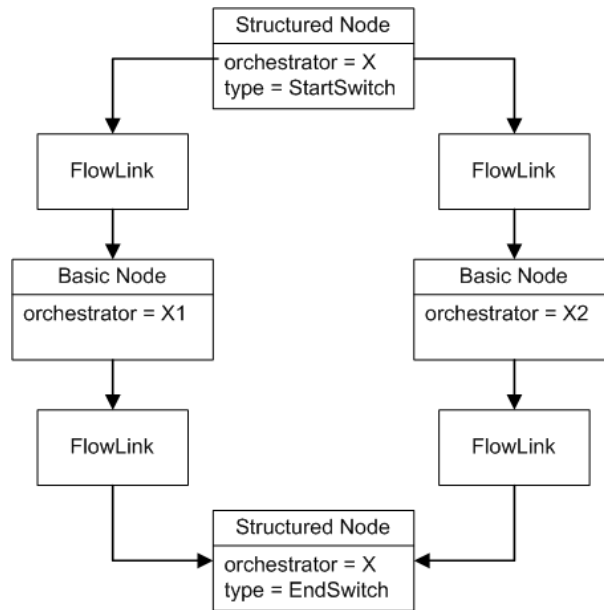 Structured Node
orchestrator = X
type = StartSwitch
FlowLink
FlowLink
Basic Node
orchestrator = X1
Basic Node
orchestrator = X2
FlowLink
FlowLink
Structured Node
orchestrator = X
type = EndSwitch